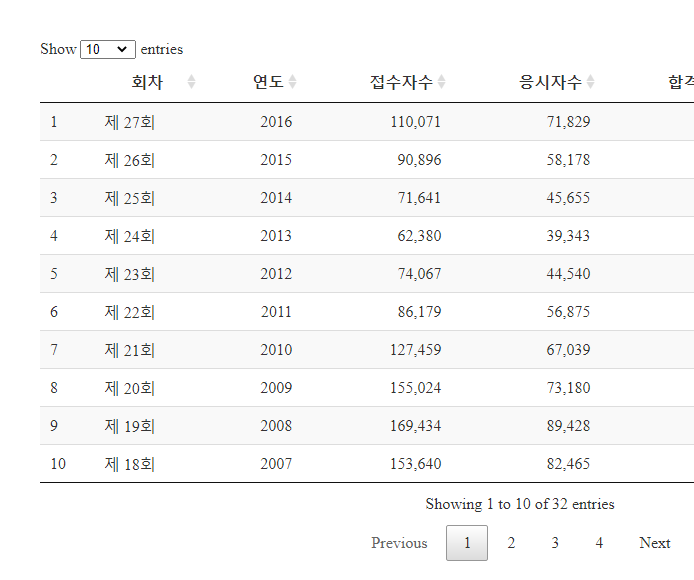 Show 10 entries
회차 연도 접수자수 응시자수 합격
1 제 27회 2016 110,071 71,829
2 제 26회 2015 90,896 58,178
3 제 25회 2014 71,641 45,655
4 제 24회 2013 62,380 39,343
5 제 23회 2012 74,067 44,540
6 제 22회 2011 86,179 56,875
7 제 21회 2010 127,459 67,039
8 제 20회 2009 155,024 73,180
9 제 19회 2008 169,434 89,428
10 제 18회 2007 153,640 82,465
Showing 1 to 10 of 32 entries
Previous 1 2 3 4 Next